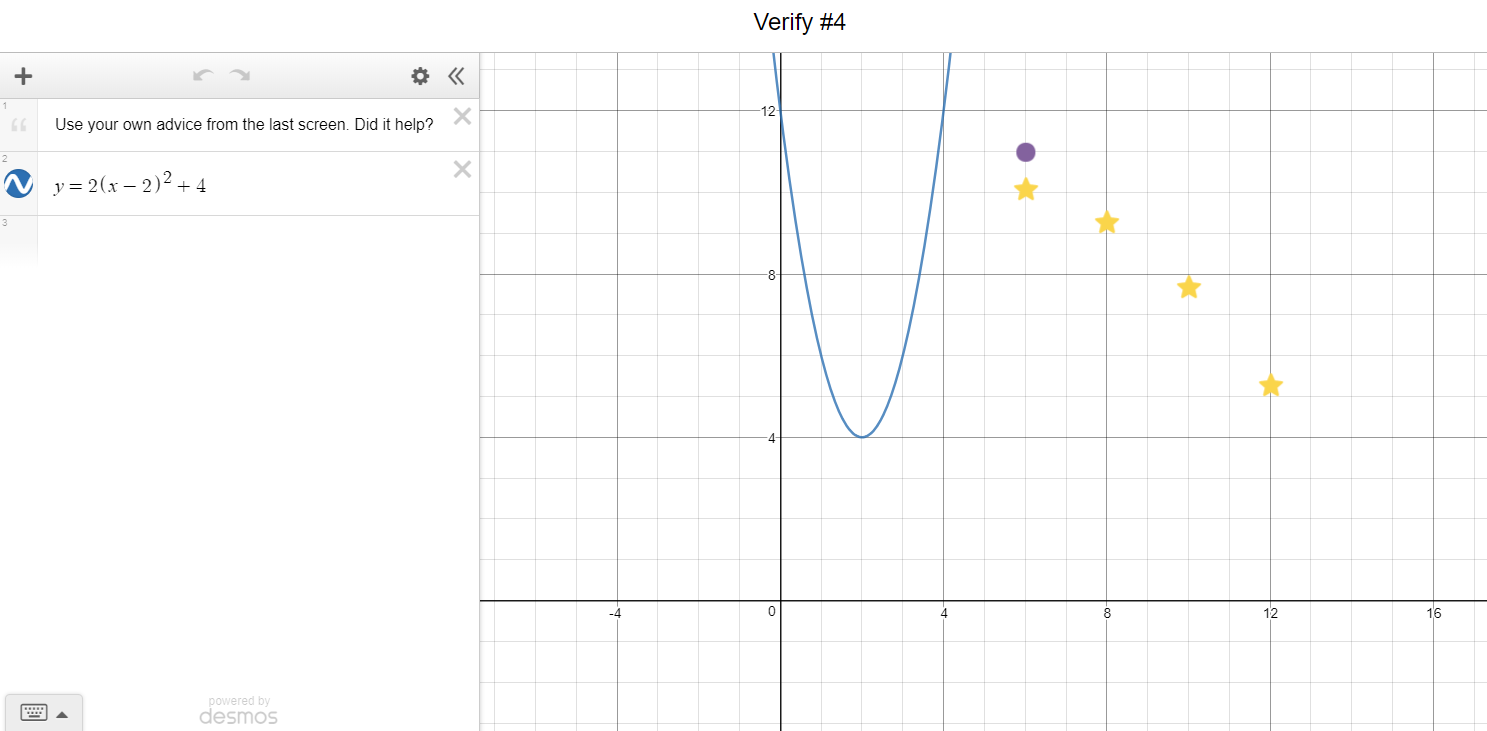 Verify #4
1
Use your own advice from the last screen. Did it help?
2
y = 2(x − 2)² + 4
3
12
8
4
-4
0
4
8
12
16
powered by
desmos